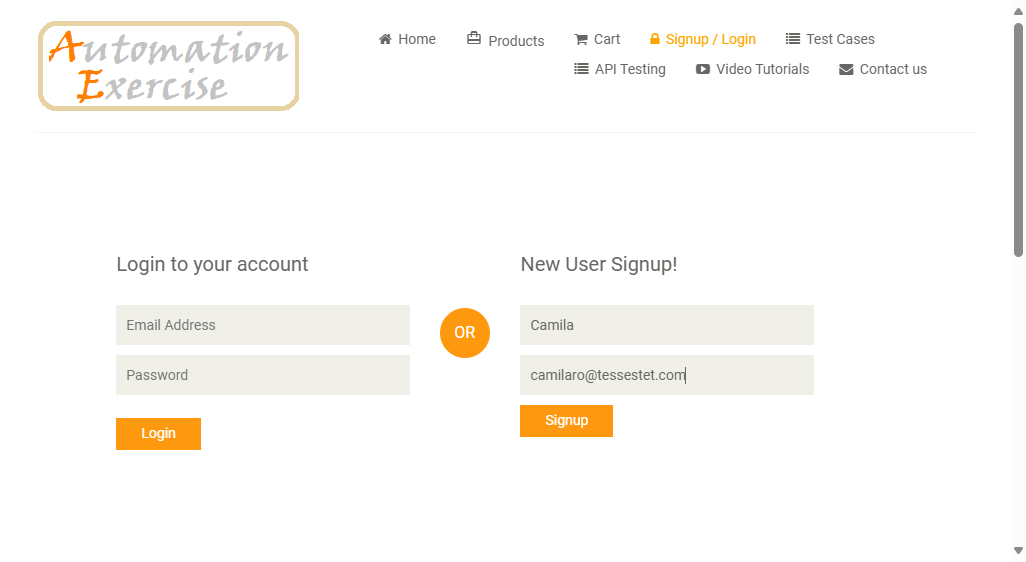 Automation
Exercise
Home
Products
Cart
Signup / Login
Test Cases
API Testing
Video Tutorials
Contact us
Login to your account
Email Address
Password
Login
OR
New User Signup!
Camila
camilaro@tessestet.com
Signup